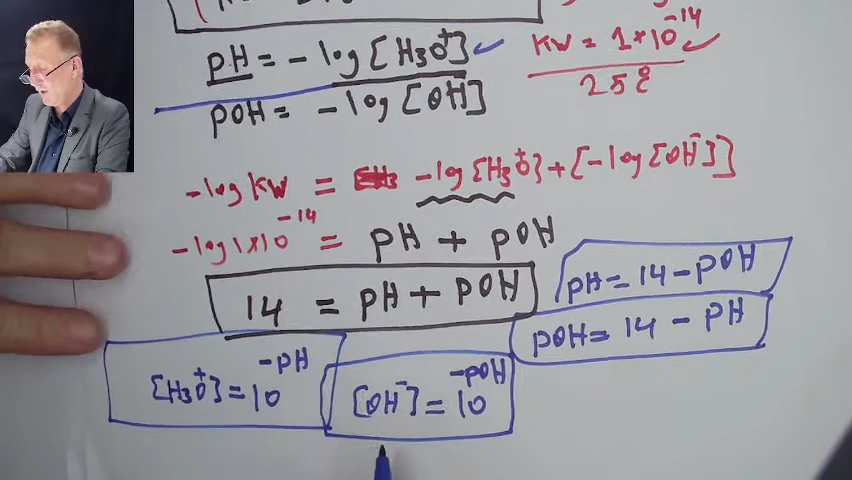 pH = - log [H3O+]
Kw = 1*10-14
25°C
pOH = - log [OH]
- log Kw = - log [H3O+] + [- log [OH-]]
- log 1*10-14 = pH + pOH
14 = pH + pOH
pH = 14 - pOH
pOH = 14 - pH
[H3O+] = 10-pH
[OH-] = 10-pOH